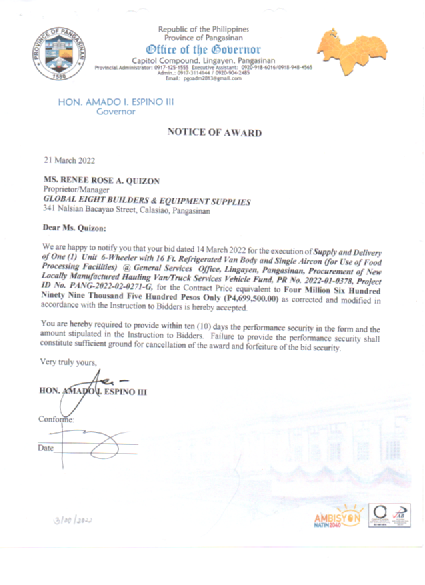 Republic of the Philippines
Province of Pangasinan
Office of the Governor
Capitol Compound, Lingayen, Pangasinan
PROVINCE OF PANGASINAN
HON. AMADO I. ESPINO III
Governor
NOTICE OF AWARD
21 March 2022
MS. RENEE ROSE A. QUIZON
Proprietor/Manager
GLOBAL EIGHT BUILDERS & EQUIPMENT SUPPLIES
341 Nalsian Bacayao Street, Calasiao, Pangasinan
Dear Ms. Quizon:
We are happy to notify you that your bid dated 14 March 2022 for the execution of Supply and Delivery
of One (1) Unit 6-Wheeler with 16 Ft. Refrigerated Van Body and Single Aircon (for Use of Food
Processing Facilities) @ General Services Office, Lingayen, Pangasinan, Procurement of New
Locally Manufactured Hauling Van/Truck Services Vehicle Fund, PR No. 2022-01-0378, Project
ID No. PANG-2022-02-0271-G, for the Contract Price equivalent to Four Million Six Hundred
Ninety Nine Thousand Five Hundred Pesos Only (P4,699,500.00) as corrected and modified in
accordance with the Instruction to Bidders is hereby accepted.
You are hereby required to provide within ten (10) days the performance security in the form and the
amount stipulated in the Instruction to Bidders. Failure to provide the performance security shall
constitute sufficient ground for cancellation of the award and forfeiture of the bid security.
Very truly yours,
HON. AMADO I. ESPINO III
Conforme:
Date
AMBISYON
NATIN 2040